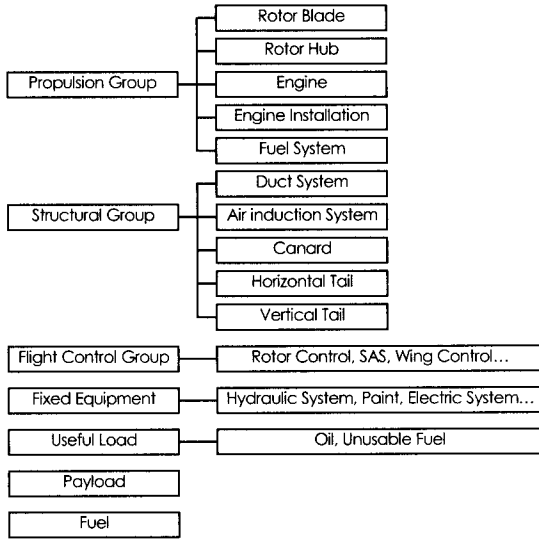 Rotor Blade
Rotor Hub
Propulsion Group
Engine
Engine Installation
Fuel System
Duct System
Structural Group
Air induction System
Canard
Horizontal Tail
Vertical Tail
Flight Control Group
Rotor Control, SAS, Wing Control...
Fixed Equipment
Hydraulic System, Paint, Electric System...
Useful Load
Oil, Unusable Fuel
Payload
Fuel